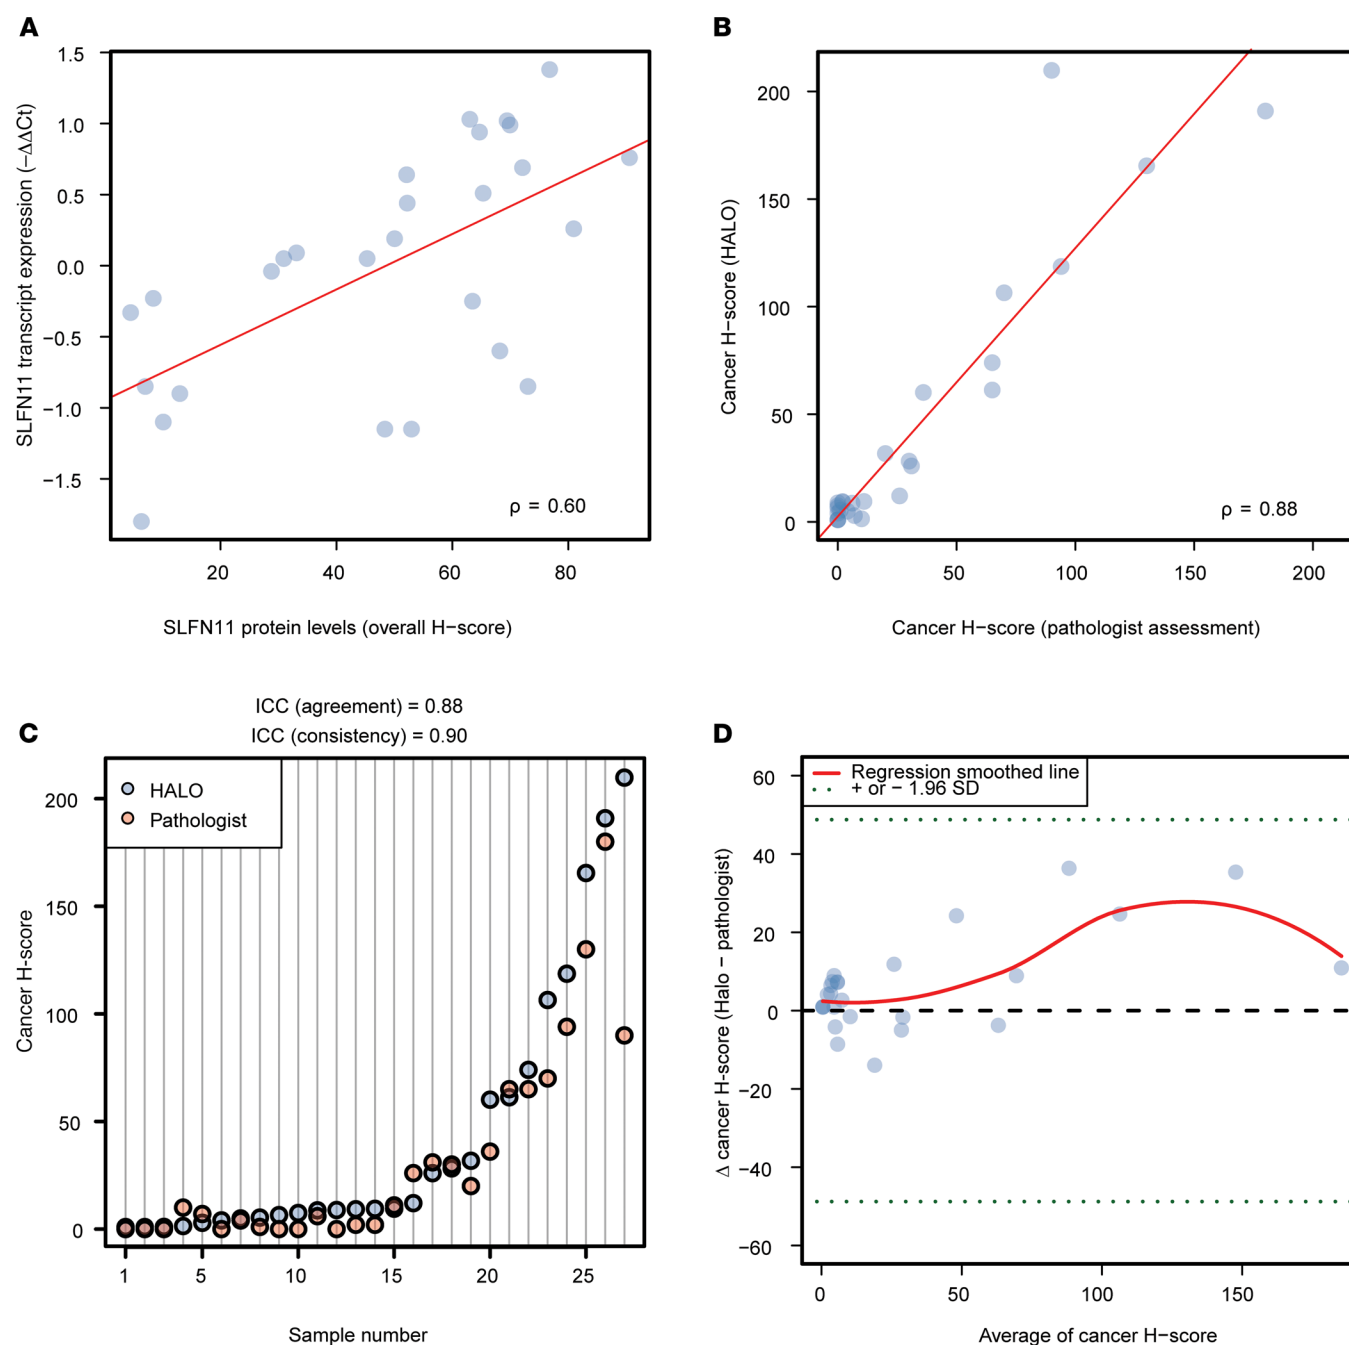 A
SLFN11 transcript expression (−ΔΔCt)
1.5
1.0
0.5
0.0
−0.5
−1.0
−1.5
ρ = 0.60
20 40 60 80
SLFN11 protein levels (overall H−score)
B
Cancer H−score (HALO)
200
150
100
50
0
ρ = 0.88
0 50 100 150 200
Cancer H−score (pathologist assessment)
C
ICC (agreement) = 0.88
ICC (consistency) = 0.90
HALO
Pathologist
Cancer H-score
200
150
100
50
0
1 5 10 15 20 25
Sample number
D
Regression smoothed line
+ or − 1.96 SD
Δ cancer H−score (Halo − pathologist)
60
40
20
0
−20
−40
−60
0 50 100 150
Average of cancer H−score